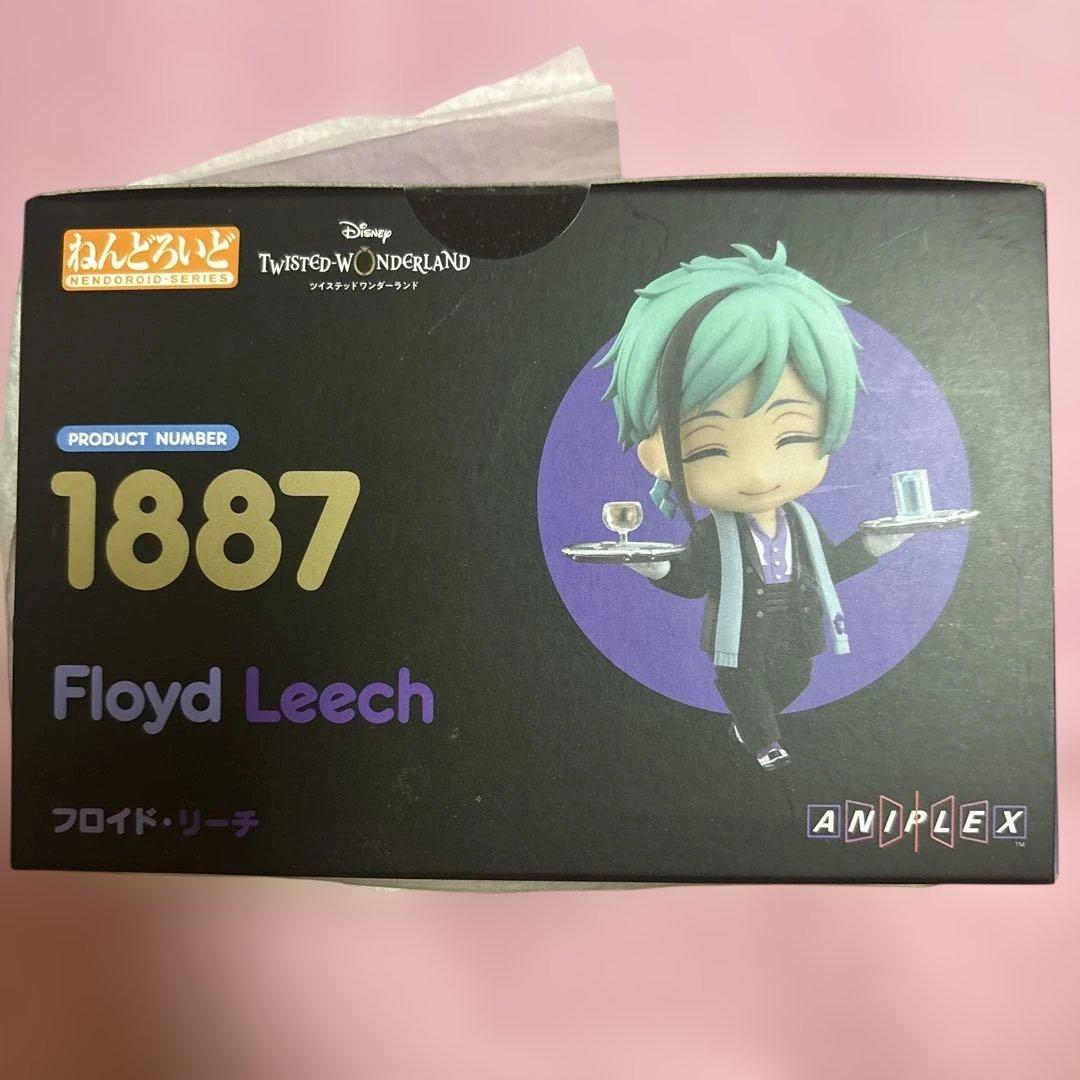 ねんどろいど
NENDOROID·SERIES
Disney
TWISTED-WONDERLAND
ツイステッドワンダーランド
PRODUCT NUMBER
1887
Floyd Leech
フロイド・リーチ
ANIPLEX
TM